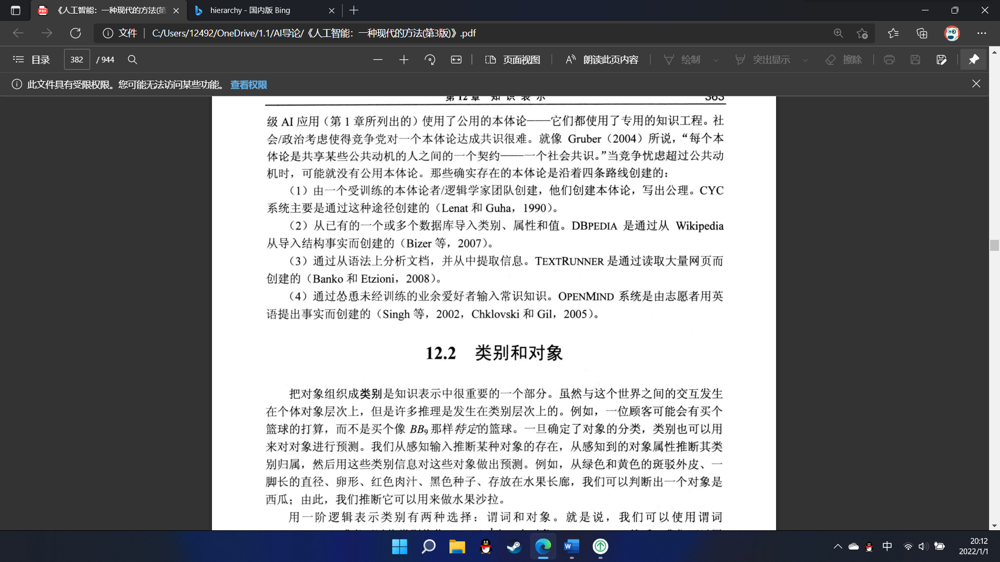 《人工智能：一种现代的方法(第
hierarchy - 国内版 Bing
文件
C:/Users/12492/OneDrive/1.1/AI导论/《人工智能：一种现代的方法(第3版)》.pdf
目录
382
/ 944
页面视图
朗读此页内容
绘制
突出显示
擦除
此文件具有受限权限。您可能无法访问某些功能。 查看权限
第 12 章 知 识 表 示 363
级 AI 应用（第 1 章所列出的）使用了公用的本体论——它们都使用了专用的知识工程。社
会/政治考虑使得竞争党对一个本体论达成共识很难。就像 Gruber（2004）所说，“每个本
体论是共享某些公共动机的人之间的一个契约——一个社会共识。”当竞争忧虑超过公共动
机时，可能就没有公用本体论。那些确实存在的本体论是沿着四条路线创建的：
（1）由一个受训练的本体论者/逻辑学家团队创建，他们创建本体论，写出公理。CYC
系统主要是通过这种途径创建的（Lenat 和 Guha，1990）。
（2）从已有的一个或多个数据库导入类别、属性和值。DBPEDIA 是通过从 Wikipedia
从导入结构事实而创建的（Bizer 等，2007）。
（3）通过从语法上分析文档，并从中提取信息。TEXTRUNNER 是通过读取大量网页而
创建的（Banko 和 Etzioni，2008）。
（4）通过怂恿未经训练的业余爱好者输入常识知识。OPENMIND 系统是由志愿者用英
语提出事实而创建的（Singh 等，2002，Chklovski 和 Gil，2005）。
12.2 类别和对象
把对象组织成类别是知识表示中很重要的一个部分。虽然与这个世界之间的交互发生
在个体对象层次上，但是许多推理是发生在类别层次上的。例如，一位顾客可能会有买个
篮球的打算，而不是买个像 BB₉ 那样特定的篮球。一旦确定了对象的分类，类别也可以用
来对对象进行预测。我们从感知输入推断某种对象的存在，从感知到的对象属性推断其类
别归属，然后用这些类别信息对这些对象做出预测。例如，从绿色和黄色的斑驳外皮、一
脚长的直径、卵形、红色肉汁、黑色种子、存放在水果长廊，我们可以判断出一个对象是
西瓜；由此，我们推断它可以用来做水果沙拉。
用一阶逻辑表示类别有两种选择：谓词和对象。就是说，我们可以使用谓词
中
20:12
2022/1/1